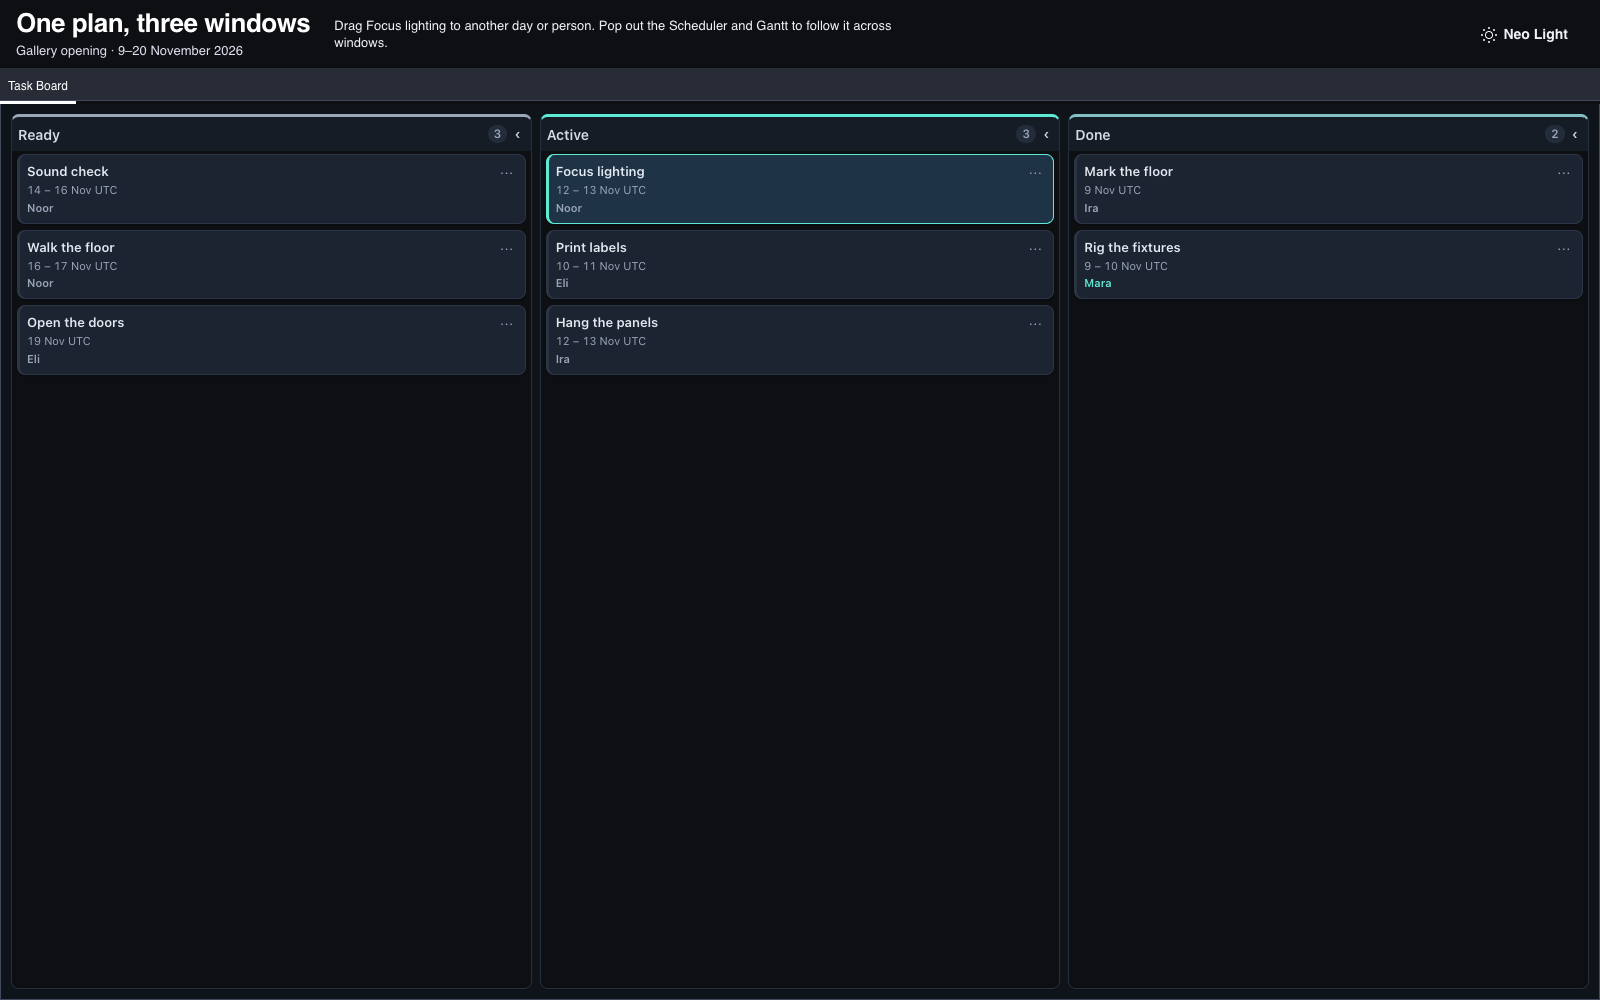 One plan, three windows
Gallery opening · 9–20 November 2026
Drag Focus lighting to another day or person. Pop out the Scheduler and Gantt to follow it across
windows.
Neo Light
Task Board
Ready
3
Sound check
14 – 16 Nov UTC
Noor
Walk the floor
16 – 17 Nov UTC
Noor
Open the doors
19 Nov UTC
Eli
Active
3
Focus lighting
12 – 13 Nov UTC
Noor
Print labels
10 – 11 Nov UTC
Eli
Hang the panels
12 – 13 Nov UTC
Ira
Done
2
Mark the floor
9 Nov UTC
Ira
Rig the fixtures
9 – 10 Nov UTC
Mara